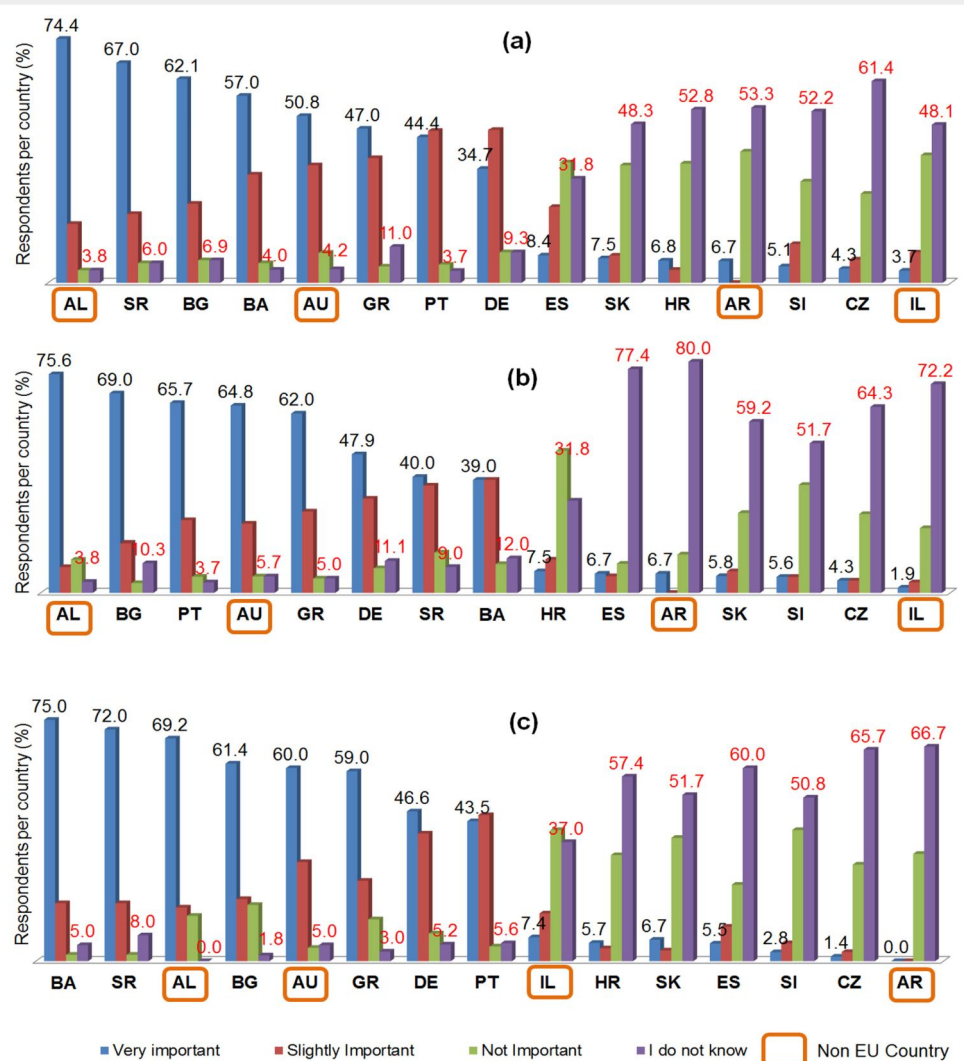 (a)
Respondents per country (%)
74.4 67.0 62.1 57.0 50.8 47.0 44.4 34.7 8.4 7.5 6.8 6.7 5.1 4.3 3.7
3.8 6.0 6.9 4.0 4.2 11.0 3.7 9.3 31.8 48.3 52.8 53.3 52.2 61.4 48.1
AL SR BG BA AU GR PT DE ES SK HR AR SI CZ IL
(b)
Respondents per country (%)
75.6 69.0 65.7 64.8 62.0 47.9 40.0 39.0 7.5 6.7 6.7 5.8 5.6 4.3 1.9
3.8 10.3 3.7 5.7 5.0 11.1 9.0 12.0 31.8 77.4 80.0 59.2 51.7 64.3 72.2
AL BG PT AU GR DE SR BA HR ES AR SK SI CZ IL
(c)
Respondents per country (%)
75.0 72.0 69.2 61.4 60.0 59.0 46.6 43.5 7.4 5.7 6.7 5.5 2.8 1.4 0.0
5.0 8.0 0.0 1.8 5.0 3.0 5.2 5.6 37.0 57.4 51.7 60.0 50.8 65.7 66.7
BA SR AL BG AU GR DE PT IL HR SK ES SI CZ AR
Very important Slightly Important Not Important I do not know Non EU Country